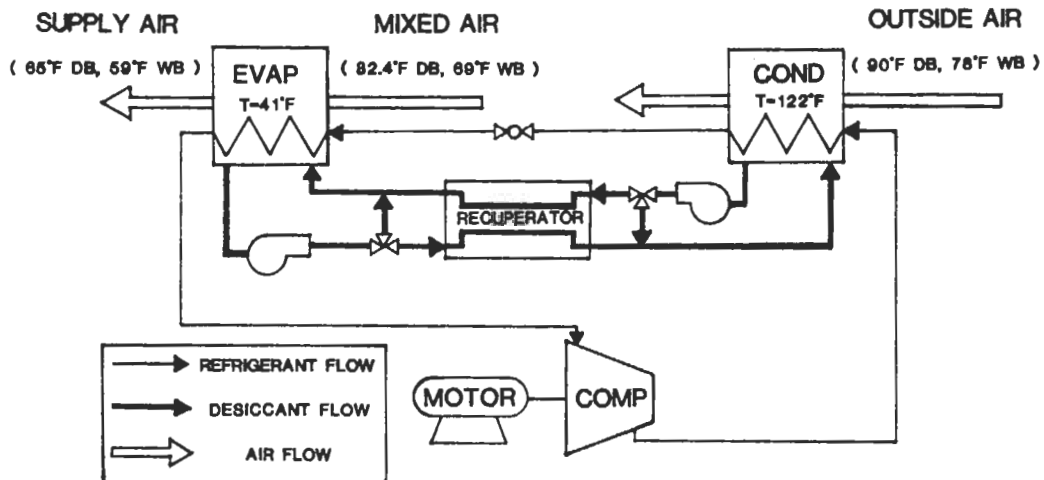 SUPPLY AIR
MIXED AIR
OUTSIDE AIR
( 65°F DB, 59°F WB )
EVAP
T=41°F
( 82.4°F DB, 69°F WB )
COND
T=122°F
( 90°F DB, 78°F WB )
RECUPERATOR
REFRIGERANT FLOW
DESICCANT FLOW
AIR FLOW
MOTOR
COMP